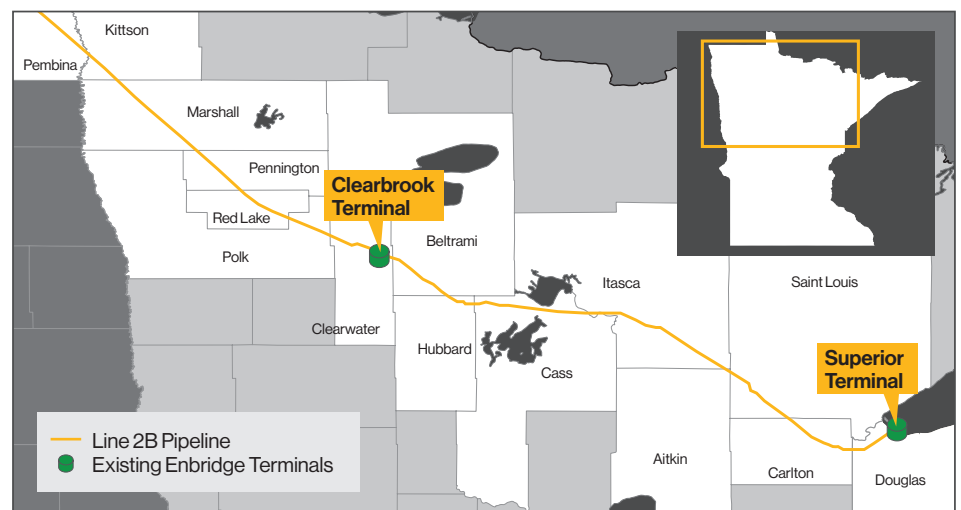 Kittson
Pembina
Marshall
Pennington
Clearbrook
Terminal
Red Lake
Beltrami
Polk
Itasca
Saint Louis
Clearwater
Hubbard
Cass
Superior
Terminal
Line 2B Pipeline
Existing Enbridge Terminals
Aitkin
Carlton
Douglas